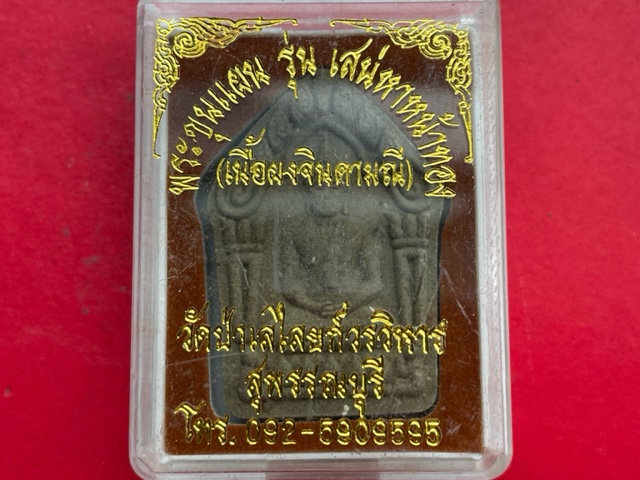 พระขุนแผน รุ่น เสน่หาหน้าทอง
(เนื้อผงจินดามณี)
วัดป่าเลไลยก์วรวิหาร
สุพรรณบุรี
โทร. 092-5909595